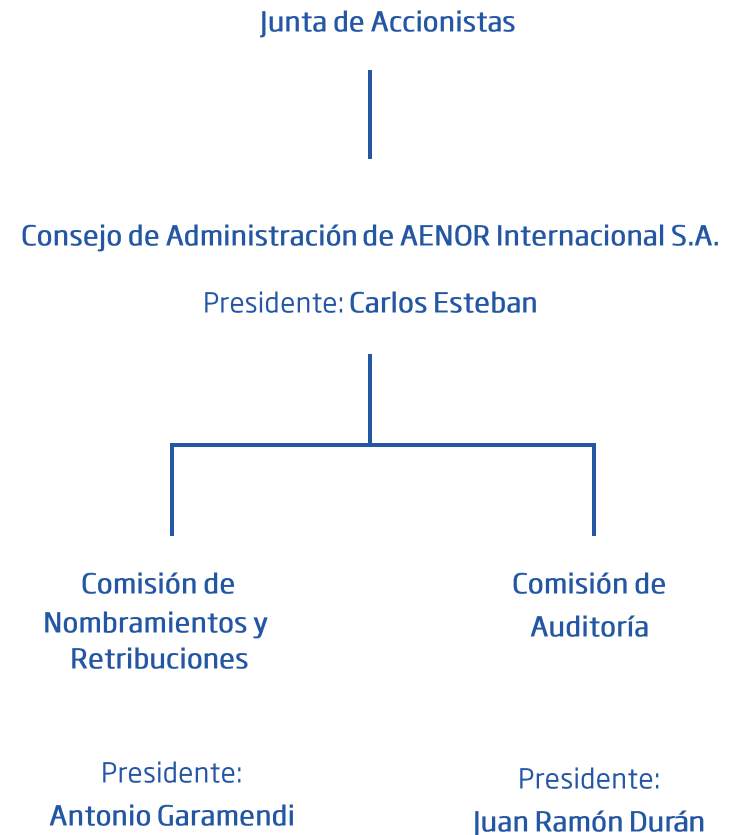 Junta de Accionistas
Consejo de Administración de AENOR Internacional S.A.
Presidente: Carlos Esteban
Comisión de
Nombramientos y
Retribuciones
Presidente:
Antonio Garamendi
Comisión de
Auditoría
Presidente:
Juan Ramón Durán